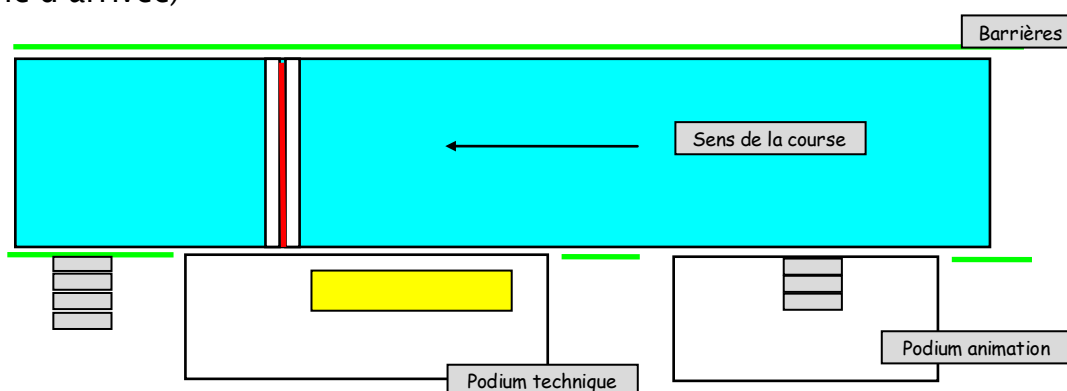 Barrières
Sens de la course
Podium animation
Podium technique